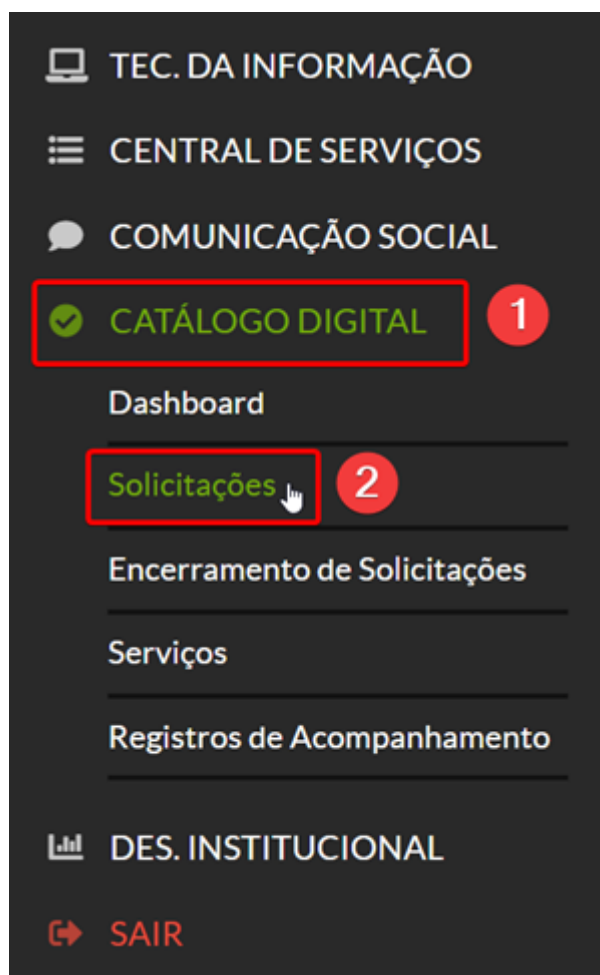 TEC. DA INFORMAÇÃO
CENTRAL DE SERVIÇOS
COMUNICAÇÃO SOCIAL
CATÁLOGO DIGITAL 1
Dashboard
Solicitações 2
Encerramento de Solicitações
Serviços
Registros de Acompanhamento
DES. INSTITUCIONAL
SAIR